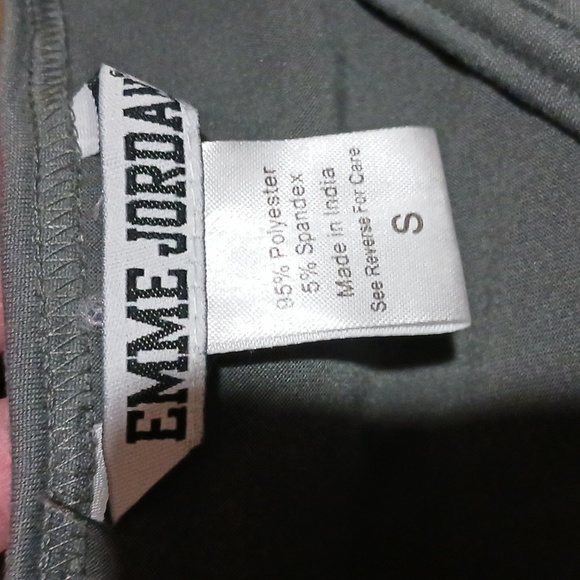 EMME JORDAN
95% Polyester
5% Spandex
Made in India
See Reverse For Care
S